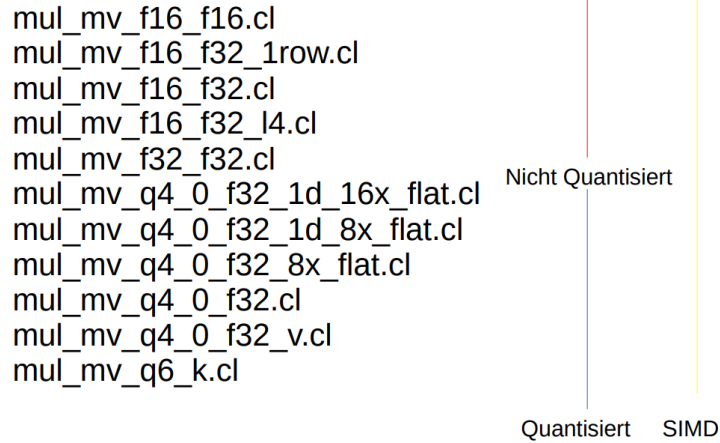 mul_mv_f16_f16.cl
mul_mv_f16_f32_1row.cl
mul_mv_f16_f32.cl
mul_mv_f16_f32_l4.cl
mul_mv_f32_f32.cl
mul_mv_q4_0_f32_1d_16x_flat.cl
mul_mv_q4_0_f32_1d_8x_flat.cl
mul_mv_q4_0_f32_8x_flat.cl
mul_mv_q4_0_f32.cl
mul_mv_q4_0_f32_v.cl
mul_mv_q6_k.cl
Nicht Quantisiert
Quantisiert
SIMD